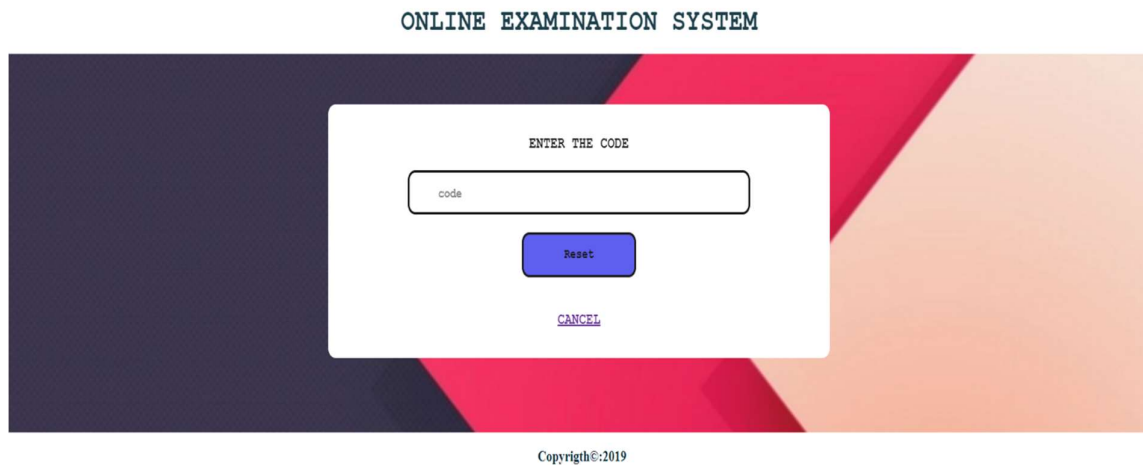 ONLINE EXAMINATION SYSTEM
ENTER THE CODE
code
Reset
CANCEL
Copyrigth©:2019